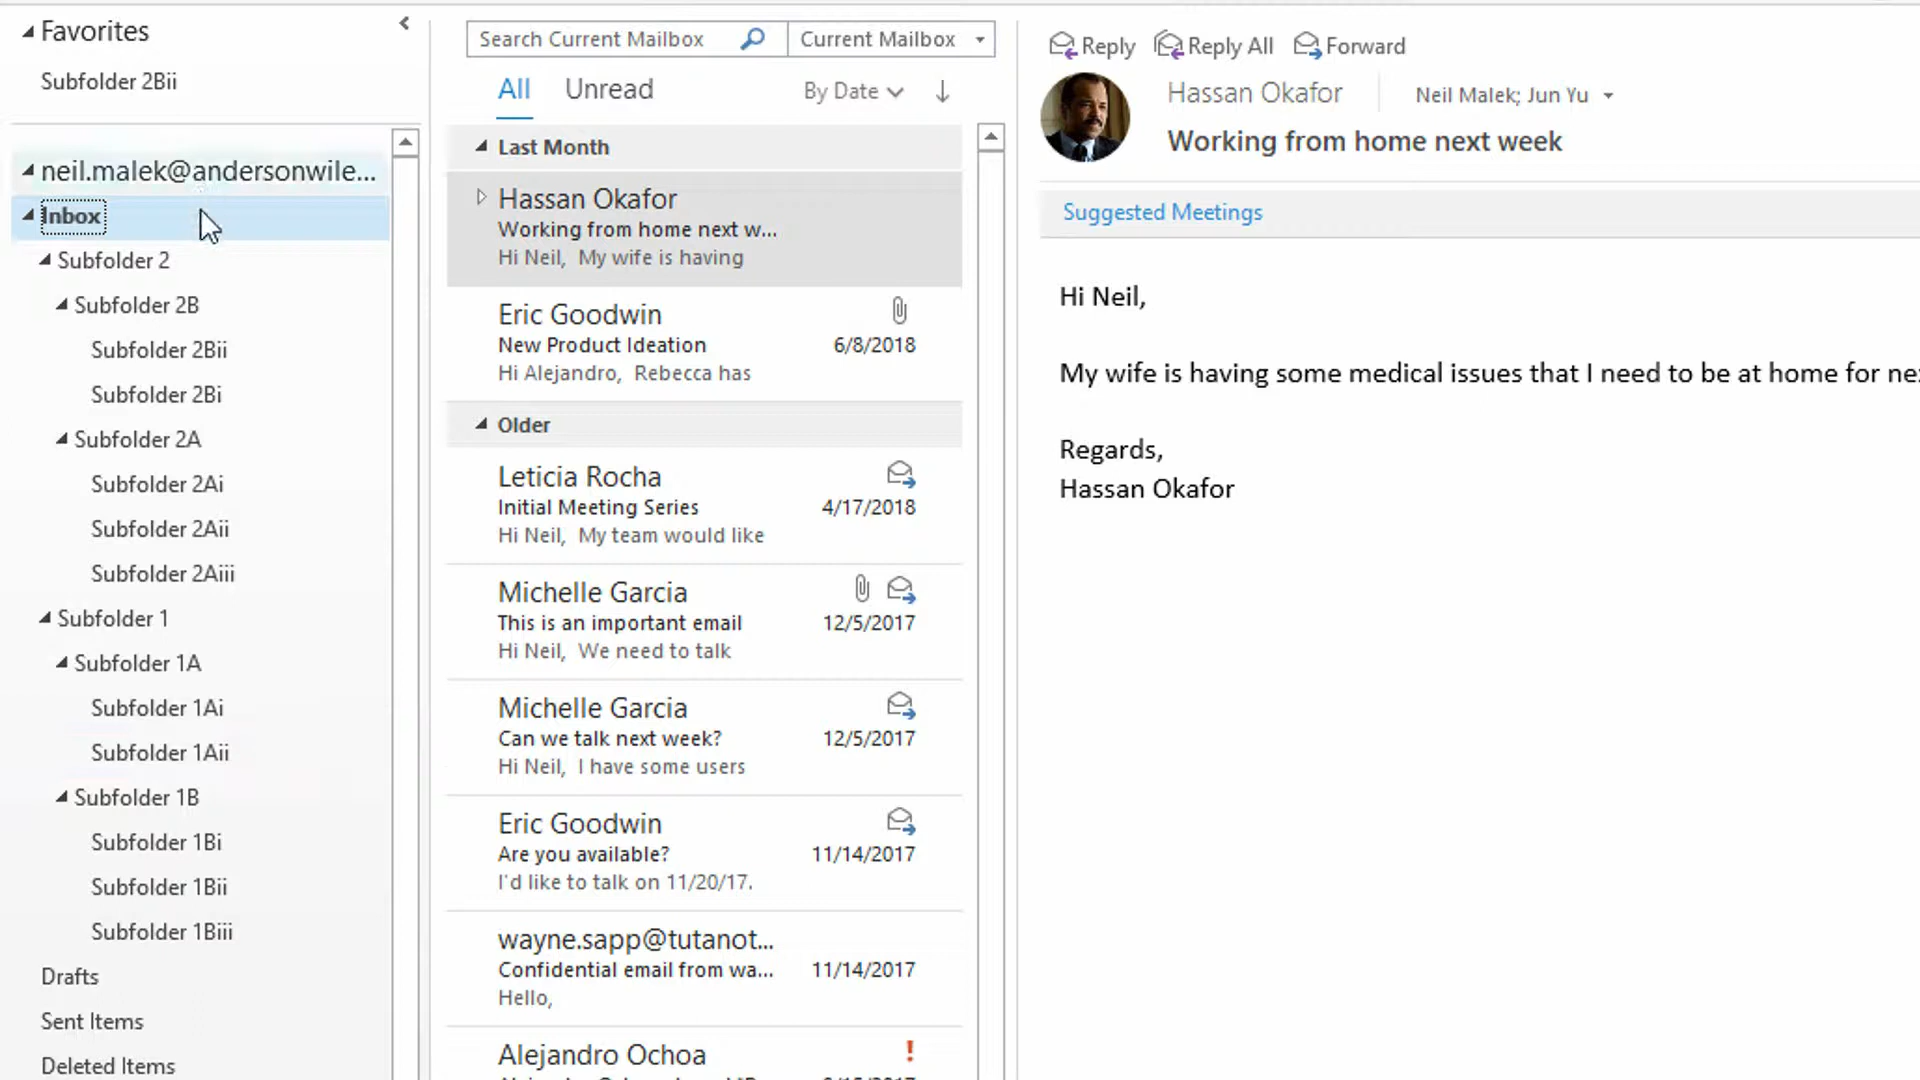 Favorites
Subfolder 2Bii
neil.malek@andersonwile...
Inbox
Subfolder 2
Subfolder 2B
Subfolder 2Bii
Subfolder 2Bi
Subfolder 2A
Subfolder 2Ai
Subfolder 2Aii
Subfolder 2Aiii
Subfolder 1
Subfolder 1A
Subfolder 1Ai
Subfolder 1Aii
Subfolder 1B
Subfolder 1Bi
Subfolder 1Bii
Subfolder 1Biii
Drafts
Sent Items
Deleted Items
Search Current Mailbox
Current Mailbox
All Unread By Date
Last Month
Hassan Okafor
Working from home next w...
Hi Neil, My wife is having
Eric Goodwin
New Product Ideation 6/8/2018
Hi Alejandro, Rebecca has
Older
Leticia Rocha
Initial Meeting Series 4/17/2018
Hi Neil, My team would like
Michelle Garcia
This is an important email 12/5/2017
Hi Neil, We need to talk
Michelle Garcia
Can we talk next week? 12/5/2017
Hi Neil, I have some users
Eric Goodwin
Are you available? 11/14/2017
I'd like to talk on 11/20/17.
wayne.sapp@tutanot...
Confidential email from wa... 11/14/2017
Hello,
Alejandro Ochoa
Reply Reply All Forward
Hassan Okafor Neil Malek; Jun Yu
Working from home next week
Suggested Meetings
Hi Neil,
My wife is having some medical issues that I need to be at home for
Regards,
Hassan Okafor